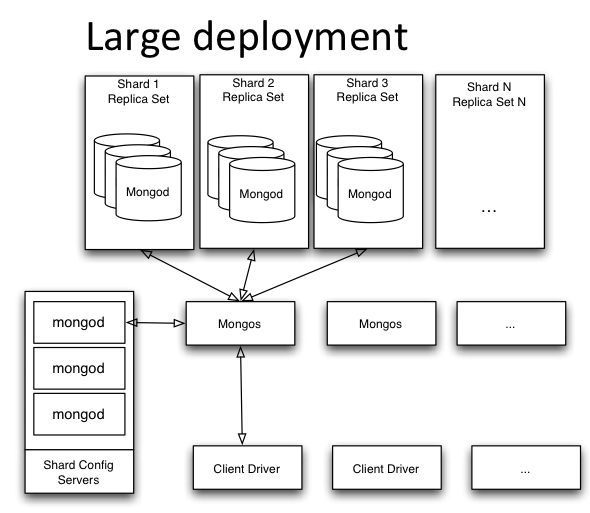 Large deployment
Shard 1
Replica Set
Shard 2
Replica Set
Shard 3
Replica Set
Shard N
Replica Set N
Mongod
Mongod
Mongod
...
mongod
mongod
mongod
Shard Config
Servers
Mongos
Mongos
...
Client Driver
Client Driver
...